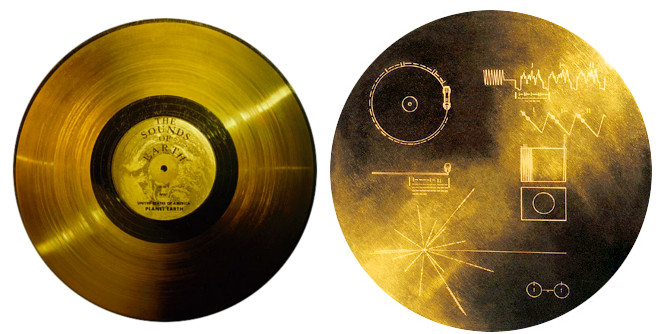 THE
SOUNDS
OF
EARTH
UNITED STATES OF AMERICA
PLANET EARTH